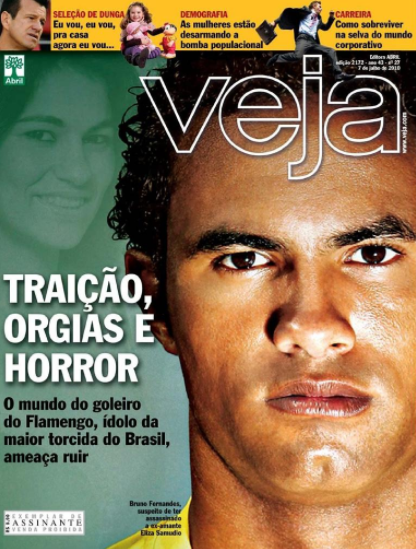 SELEÇÃO DE DUNGA
Eu vou, eu vou,
pra casa
agora eu vou...
DEMOGRAFIA
As mulheres estão
desarmando a
bomba populacional
CARREIRA
Como sobreviver
na selva do mundo
corporativo
Abril
Editora ABRIL
edição 2172 - ano 43 - nº 27
7 de julho de 2010
veja
www.veja.com
TRAIÇÃO,
ORGIAS E
HORROR
O mundo do goleiro
do Flamengo, ídolo da
maior torcida do Brasil,
ameaça ruir
Bruno Fernandes,
suspeito de ter
assassinado
a ex-amante
Eliza Samudio
EXEMPLAR DE
ASSINANTE
VENDA PROIBIDA